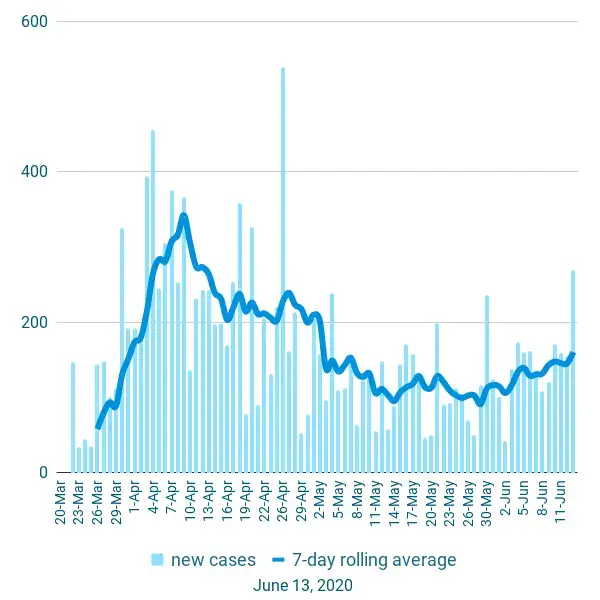 600
400
200
0
20-Mar
23-Mar
26-Mar
29-Mar
1-Apr
4-Apr
7-Apr
10-Apr
13-Apr
16-Apr
19-Apr
22-Apr
26-Apr
29-Apr
2-May
5-May
8-May
11-May
14-May
17-May
20-May
23-May
26-May
30-May
2-Jun
5-Jun
8-Jun
11-Jun
new cases 7-day rolling average
June 13, 2020